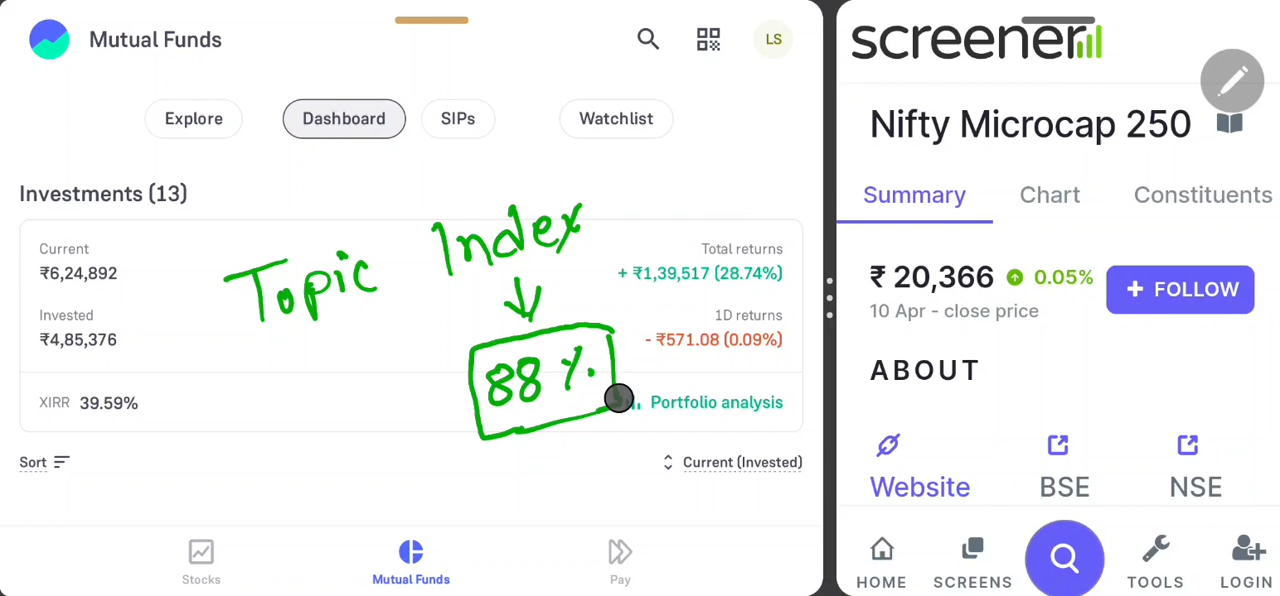 Mutual Funds
LS
Explore
Dashboard
SIPs
Watchlist
Investments (13)
Current
₹6,24,892
Total returns
+ ₹1,39,517 (28.74%)
Invested
₹4,85,376
1D returns
- ₹571.08 (0.09%)
XIRR 39.59%
Portfolio analysis
Topic Index
88%
Sort
Current (Invested)
Stocks
Mutual Funds
Pay
screener
Nifty Microcap 250
Summary
Chart
Constituents
₹ 20,366
0.05%
+ FOLLOW
10 Apr - close price
ABOUT
Website
BSE
NSE
HOME
SCREENS
TOOLS
LOGIN